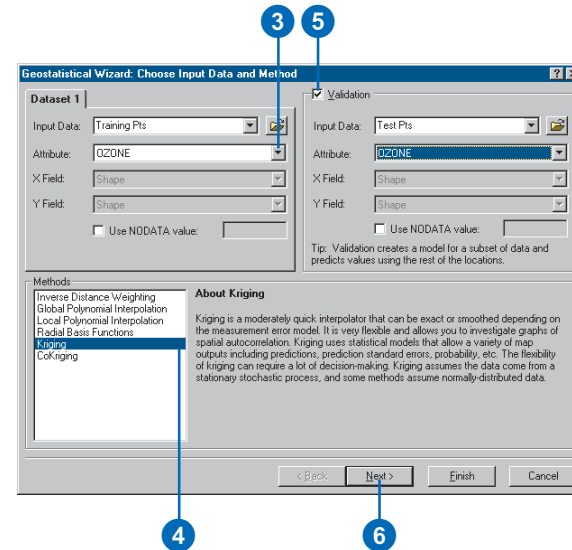 3 5
Geostatistical Wizard: Choose Input Data and Method
Dataset 1
Input Data: Training Pts
Attribute: OZONE
X Field: Shape
Y Field: Shape
Use NODATA value:
Validation
Input Data: Test Pts
Attribute: OZONE
X Field: Shape
Y Field: Shape
Use NODATA value:
Tip: Validation creates a model for a subset of data and
predicts values using the rest of the locations.
Methods
Inverse Distance Weighting
Global Polynomial Interpolation
Local Polynomial Interpolation
Radial Basis Functions
Kriging
CoKriging
About Kriging
Kriging is a moderately quick interpolator that can be exact or smoothed depending on
the measurement error model. It is very flexible and allows you to investigate graphs of
spatial autocorrelation. Kriging uses statistical models that allow a variety of map
outputs including predictions, prediction standard errors, probability, etc. The flexibility
of kriging can require a lot of decision-making. Kriging assumes the data come from a
stationary stochastic process, and some methods assume normally-distributed data.
< Back Next > Finish Cancel
4 6